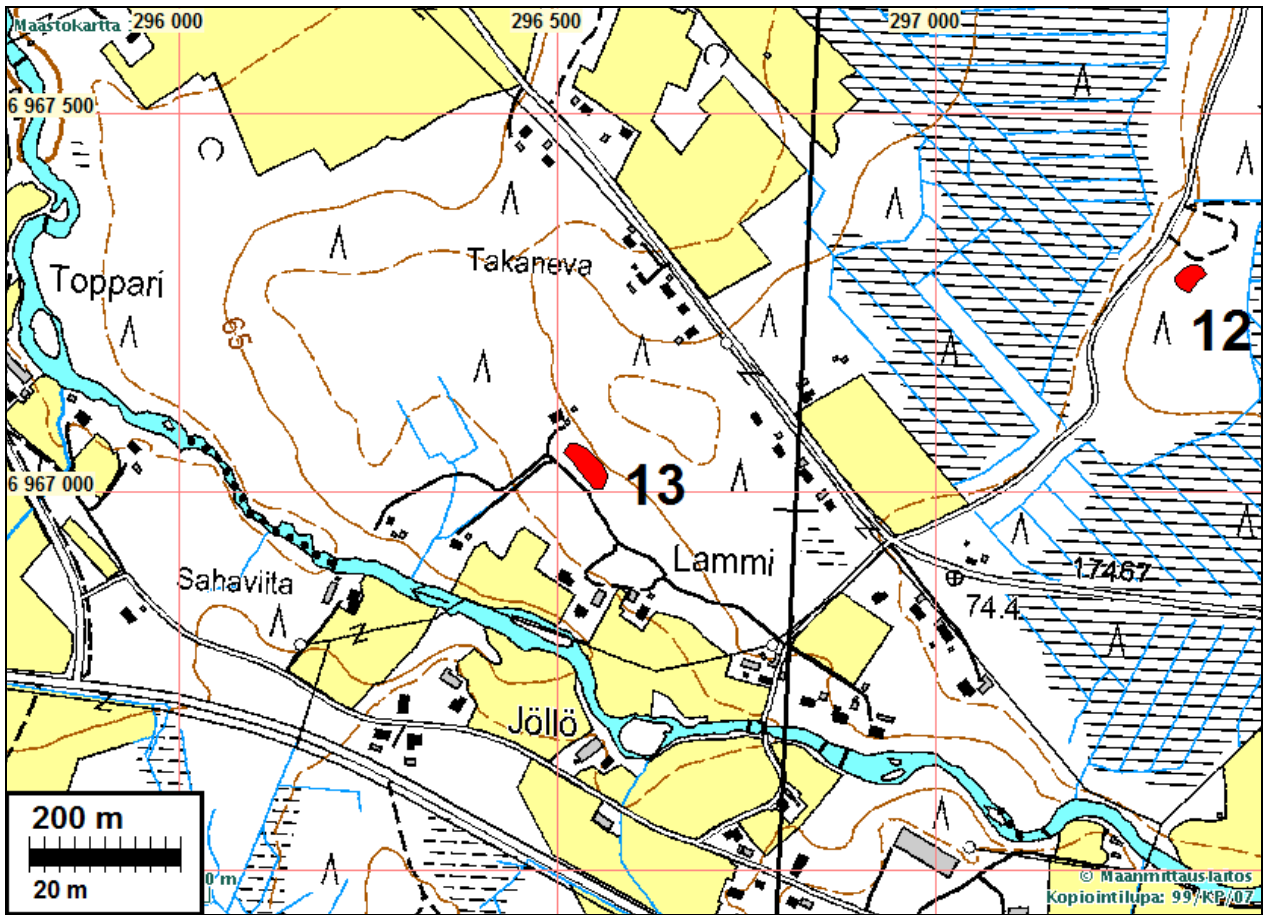 Maastokartta
296 000
296 500
297 000
6 967 500
Toppari
Takaneva
65
12
13
6 967 000
Lammi
17467
Sahaviita
74.4
Jöllö
200 m
20 m
0 m
© Maanmittauslaitos
Kopiointilupa: 99/KP/07